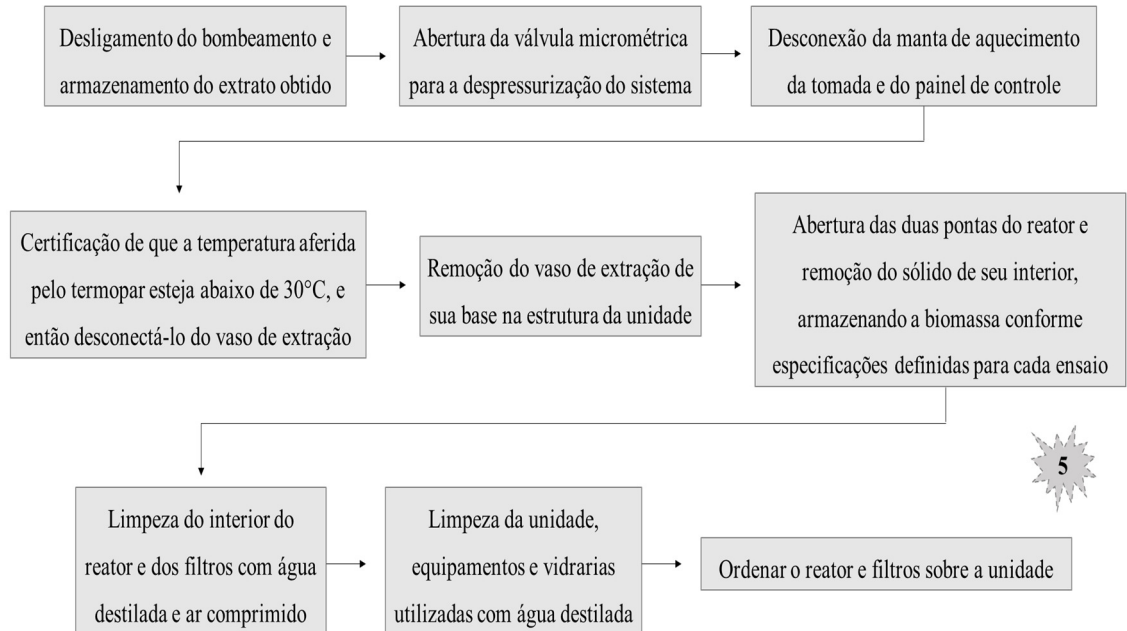 Desligamento do bombeamento e
armazenamento do extrato obtido
Abertura da válvula micrométrica
para a despressurização do sistema
Desconexão da manta de aquecimento
da tomada e do painel de controle
Certificação de que a temperatura aferida
pelo termopar esteja abaixo de 30°C, e
então desconectá-lo do vaso de extração
Remoção do vaso de extração de
sua base na estrutura da unidade
Abertura das duas pontas do reator e
remoção do sólido de seu interior,
armazenando a biomassa conforme
especificações definidas para cada ensaio
5
Limpeza do interior do
reator e dos filtros com água
destilada e ar comprimido
Limpeza da unidade,
equipamentos e vidrarias
utilizadas com água destilada
Ordenar o reator e filtros sobre a unidade